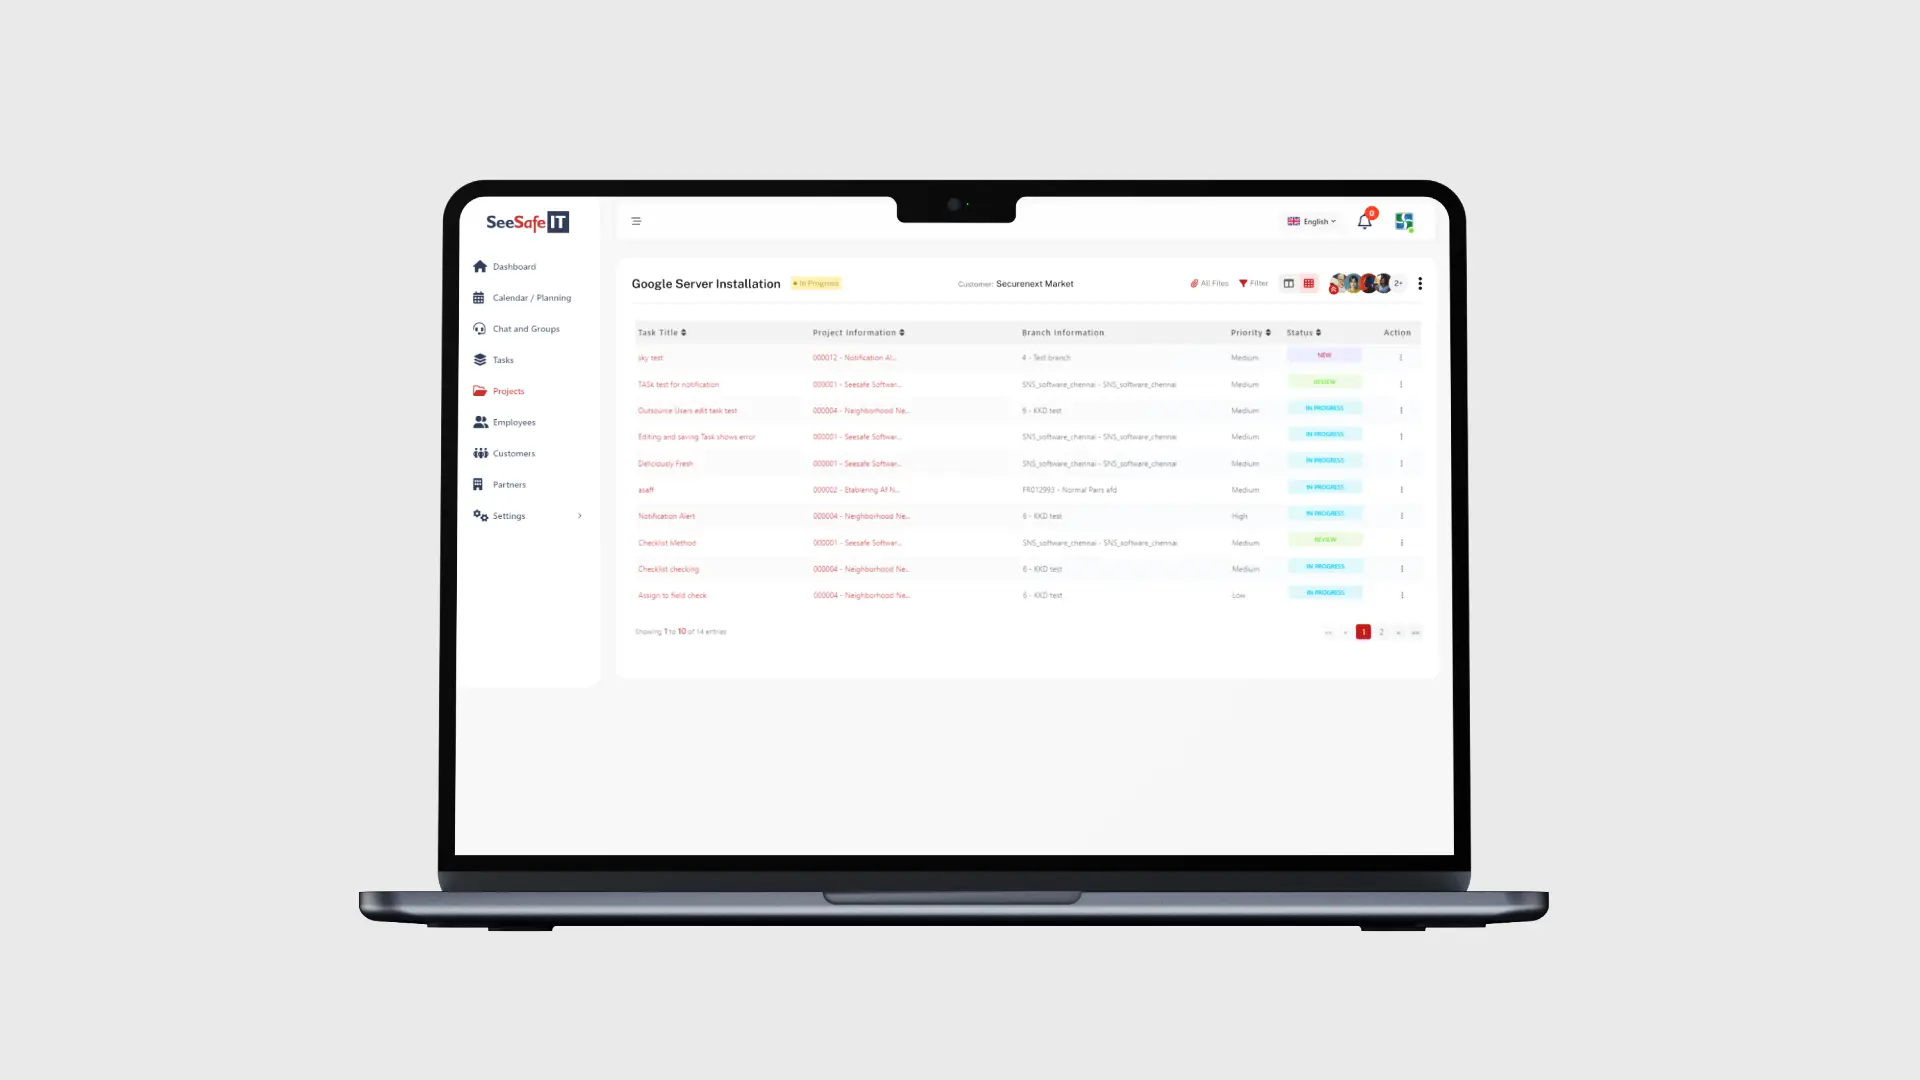 SeeSafe IT
English
0
Dashboard
Calendar / Planning
Chat and Groups
Tasks
Projects
Employees
Customers
Partners
Settings
Google Server Installation In Progress Customer: Securenext Market All Files Filter 2+
Task Title Project Information Branch Information Priority Status Action
sky test 000012 - Notification Al... 4 - Test branch Medium NEW
TASk test for notification 000001 - Seesafe Softwar... SNS_software_chennai - SNS_software_chennai Medium REVIEW
Outsource Users edit task test 000004 - Neighborhood Ne... 6 - KKD test Medium IN PROGRESS
Editing and saving Task shows error 000001 - Seesafe Softwar... SNS_software_chennai - SNS_software_chennai Medium IN PROGRESS
Deliciously Fresh 000001 - Seesafe Softwar... SNS_software_chennai - SNS_software_chennai Medium IN PROGRESS
asaff 000002 - Etablering Af N... FR012993 - Normal Pairs afd Medium IN PROGRESS
Notification Alert 000004 - Neighborhood Ne... 6 - KKD test High IN PROGRESS
Checklist Method 000001 - Seesafe Softwar... SNS_software_chennai - SNS_software_chennai Medium REVIEW
Checklist checking 000004 - Neighborhood Ne... 6 - KKD test Medium IN PROGRESS
Assign to field check 000004 - Neighborhood Ne... 6 - KKD test Low IN PROGRESS
Showing 1 to 10 of 14 entries << < 1 2 > >>